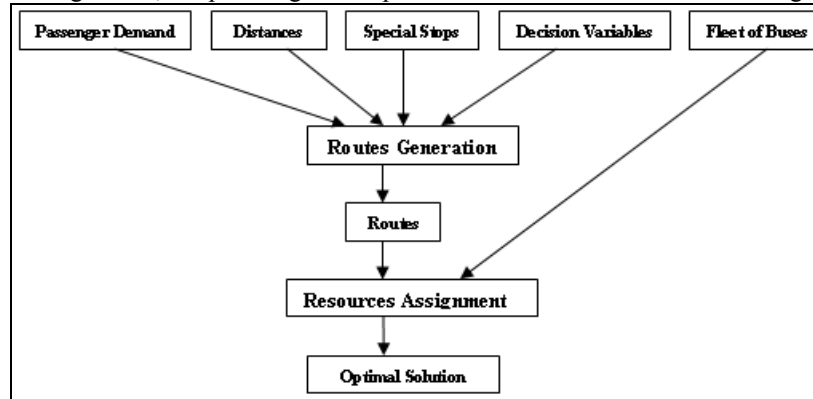 Passenger Demand
Distances
Special Stops
Decision Variables
Fleet of Buses
Routes Generation
Routes
Resources Assignment
Optimal Solution